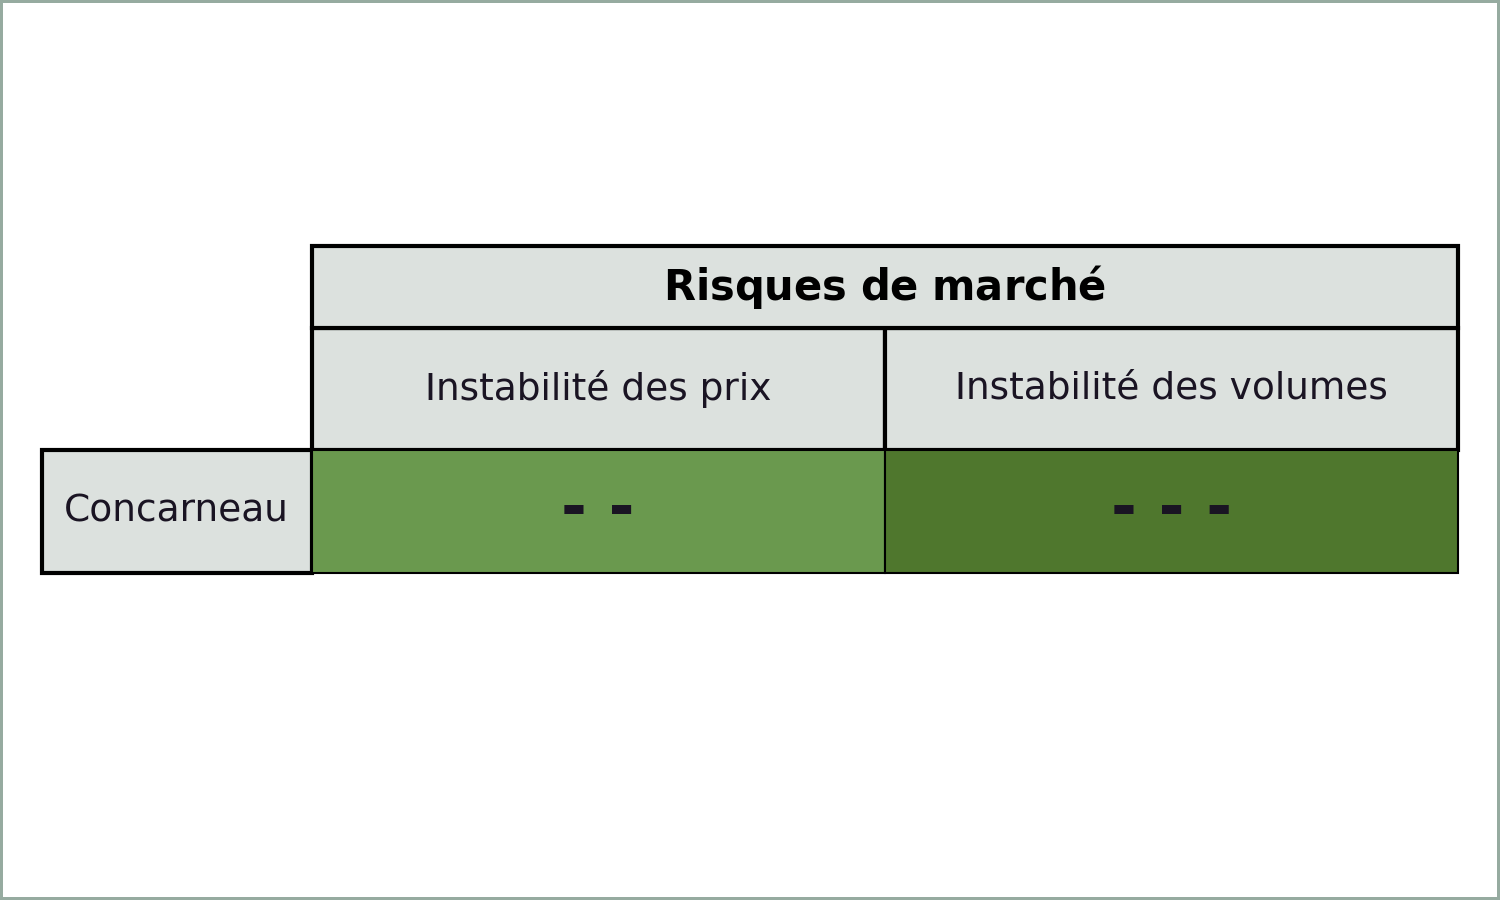 Risques de marché
Instabilité des prix
Instabilité des volumes
Concarneau
- -
- - -